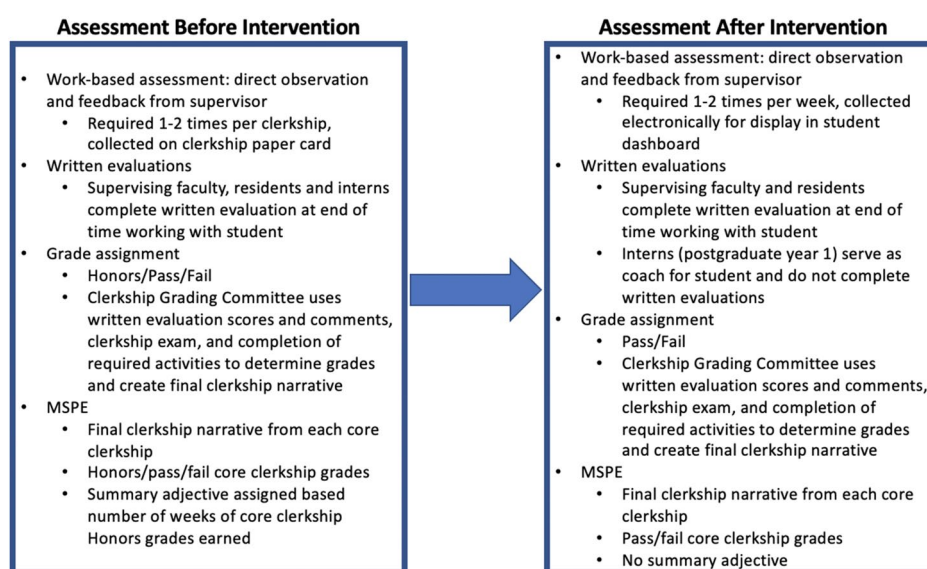 Assessment Before Intervention
• Work-based assessment: direct observation
and feedback from supervisor
• Required 1-2 times per clerkship,
collected on clerkship paper card
• Written evaluations
• Supervising faculty, residents and interns
complete written evaluation at end of
time working with student
• Grade assignment
• Honors/Pass/Fail
• Clerkship Grading Committee uses
written evaluation scores and comments,
clerkship exam, and completion of
required activities to determine grades
and create final clerkship narrative
• MSPE
• Final clerkship narrative from each core
clerkship
• Honors/pass/fail core clerkship grades
• Summary adjective assigned based
number of weeks of core clerkship
Honors grades earned
Assessment After Intervention
• Work-based assessment: direct observation
and feedback from supervisor
• Required 1-2 times per week, collected
electronically for display in student
dashboard
• Written evaluations
• Supervising faculty and residents
complete written evaluation at end of
time working with student
• Interns (postgraduate year 1) serve as
coach for student and do not complete
written evaluations
• Grade assignment
• Pass/Fail
• Clerkship Grading Committee uses
written evaluation scores and comments,
clerkship exam, and completion of
required activities to determine grades
and create final clerkship narrative
• MSPE
• Final clerkship narrative from each core
clerkship
• Pass/fail core clerkship grades
• No summary adjective